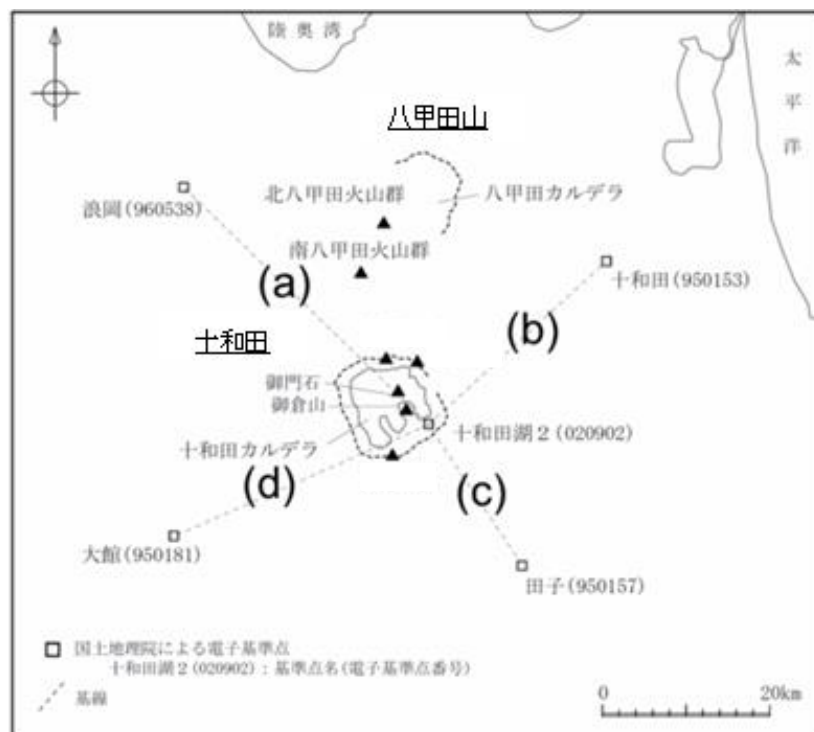 陸奥湾
太平洋
八甲田山
北八甲田火山群
八甲田カルデラ
浪岡(960538)
南八甲田火山群
(a)
十和田(950153)
(b)
十和田
御門石
御倉山
十和田カルデラ
十和田湖2(020902)
(d)
(c)
大館(950181)
田子(950157)
国土地理院による電子基準点
十和田湖2(020902):基準点名(電子基準点番号)
基線
0 20km